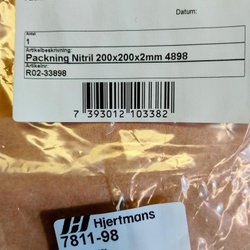 Datum:
Antal
1
Artikelbeskrivning:
Packning Nitril 200x200x2mm 4898
Artikelnr:
R02-33898
7 393012 103382
Hjertmans
7811-98